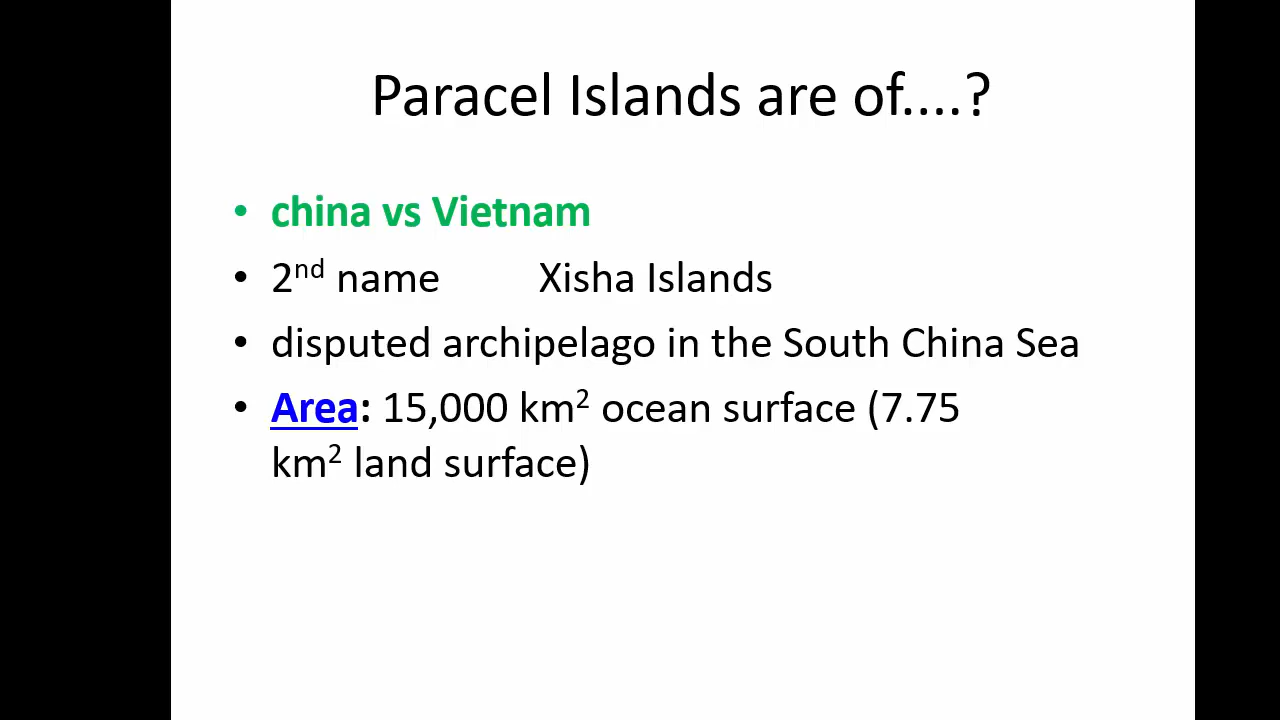 Paracel Islands are of....?
• china vs Vietnam
• 2nd name Xisha Islands
• disputed archipelago in the South China Sea
• Area: 15,000 km² ocean surface (7.75
km² land surface)